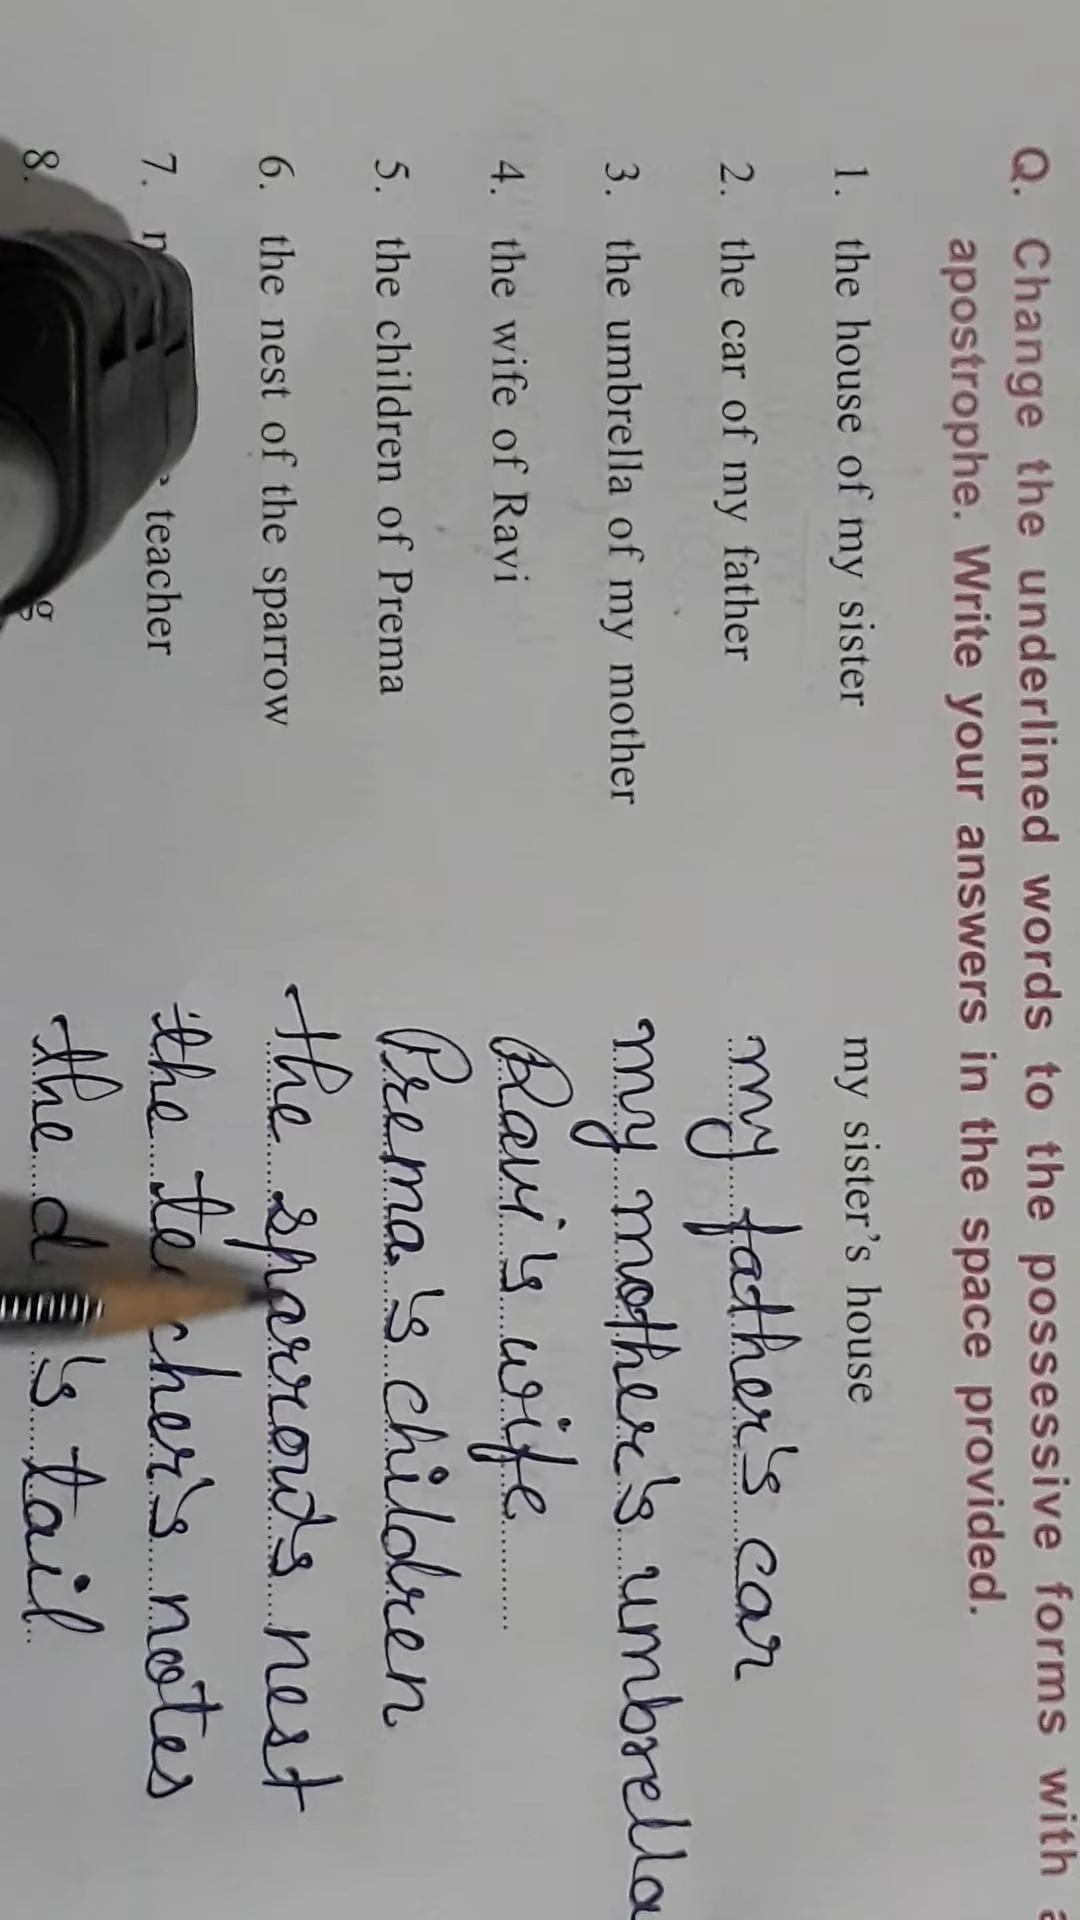 Q. Change the underlined words to the possessive forms with
apostrophe. Write your answers in the space provided.
1. the house of my sister my sister's house
2. the car of my father my father's car
3. the umbrella of my mother my mother's umbrella
4. the wife of Ravi Ravi's wife
5. the children of Prema Prema's children
6. the nest of the sparrow the sparrow's nest
7. teacher the teacher's notes
8. the 's tail